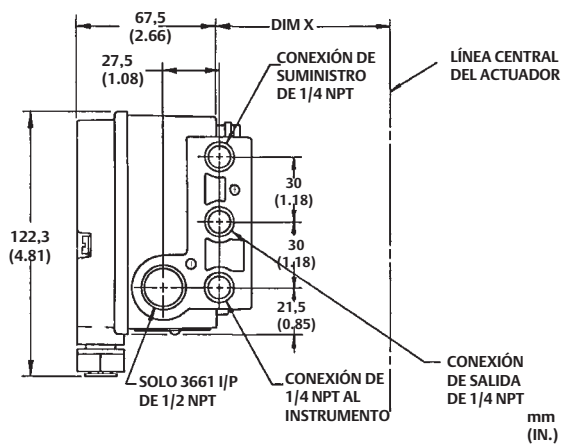 67,5
(2.66)
DIM X
27,5
(1.08)
CONEXIÓN DE
SUMINISTRO
DE 1/4 NPT
LÍNEA CENTRAL
DEL ACTUADOR
30
(1.18)
122,3
(4.81)
30
(1.18)
21,5
(0.85)
SOLO 3661 I/P
DE 1/2 NPT
CONEXIÓN DE
1/4 NPT AL
INSTRUMENTO
CONEXIÓN
DE SALIDA
DE 1/4 NPT
mm
(IN.)